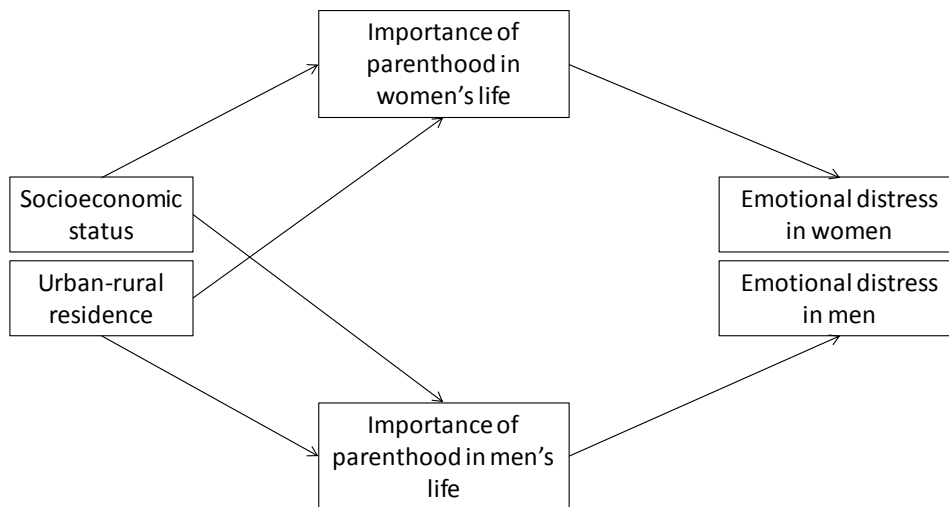 Importance of
parenthood in
women's life
Socioeconomic
status
Urban-rural
residence
Emotional distress
in women
Emotional distress
in men
Importance of
parenthood in men's
life